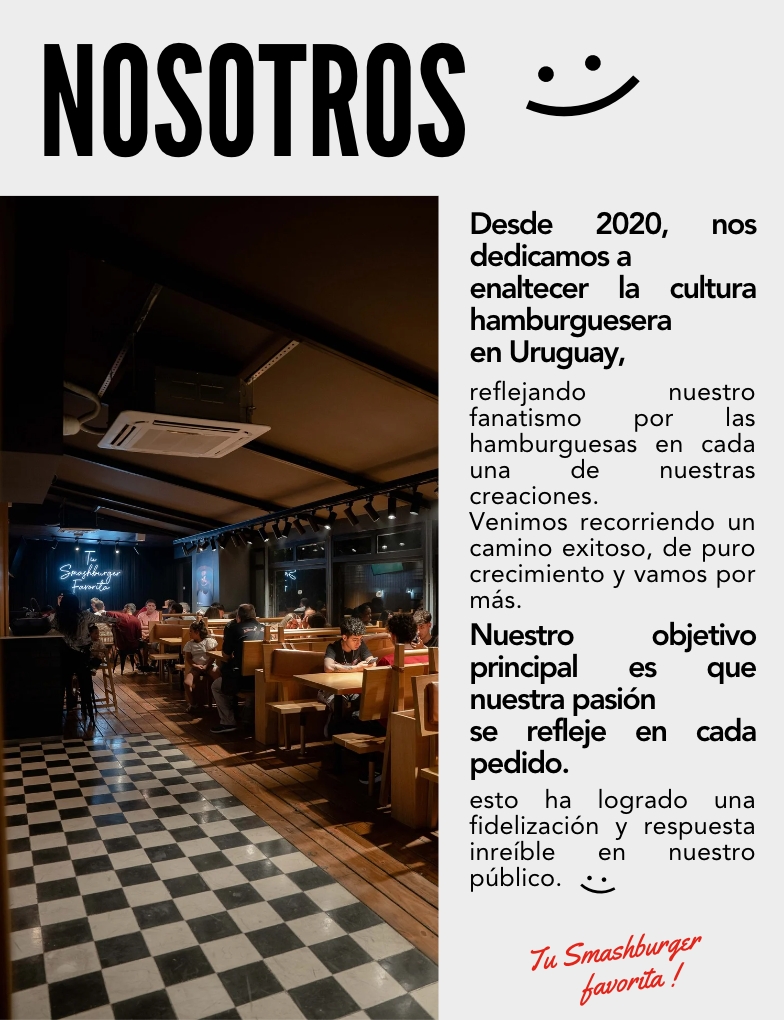 NOSOTROS
Desde 2020, nos
dedicamos a
enaltecer la cultura
hamburguesera
en Uruguay,
reflejando nuestro
fanatismo por las
hamburguesas en cada
una de nuestras
creaciones.
Venimos recorriendo un
camino exitoso, de puro
crecimiento y vamos por
más.
Nuestro objetivo
principal es que
nuestra pasión
se refleje en cada
pedido.
esto ha logrado una
fidelización y respuesta
inreíble en nuestro
público.
Tu Smashburger
favorita !
Tu
Smashburger
Favorita